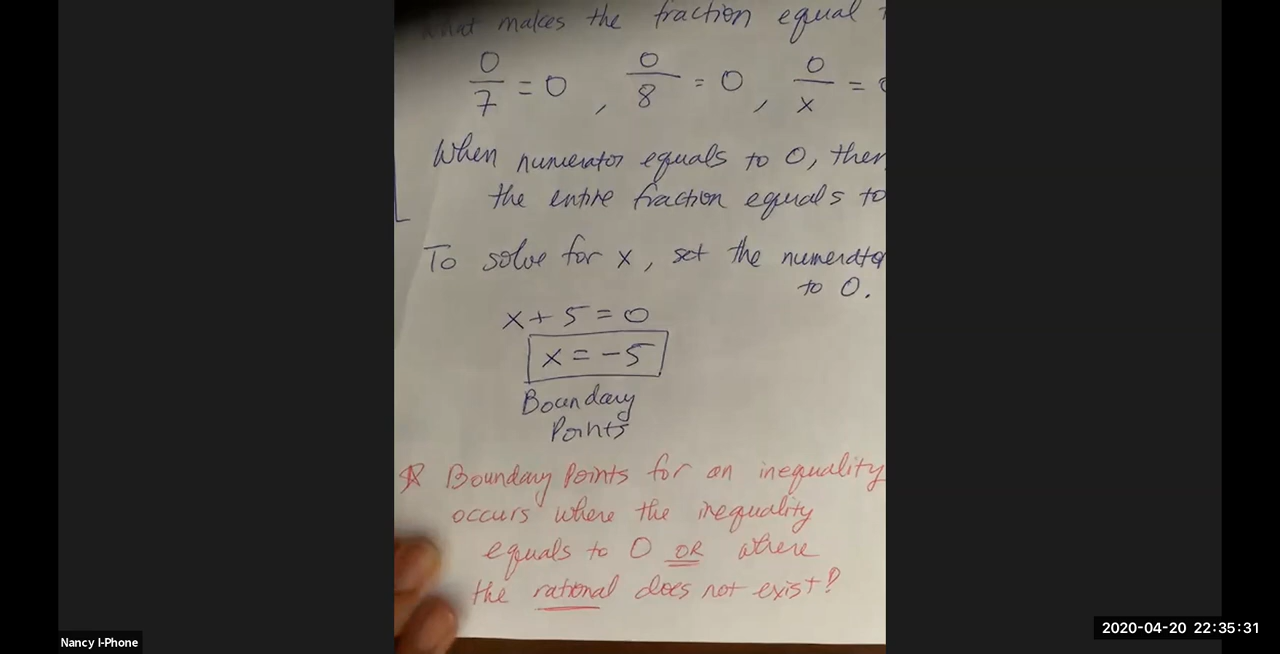 what makes the fraction equal
0/7 = 0 , 0/8 = 0 , 0/x =
When numerator equals to 0, then
the entire fraction equals to
To solve for x, set the numerator
to 0.
x + 5 = 0
x = -5
Boundary
Points
☆ Boundary Points for an inequality
occurs where the inequality
equals to 0 OR where
the rational does not exist?
Nancy I-Phone
2020-04-20 22:35:31